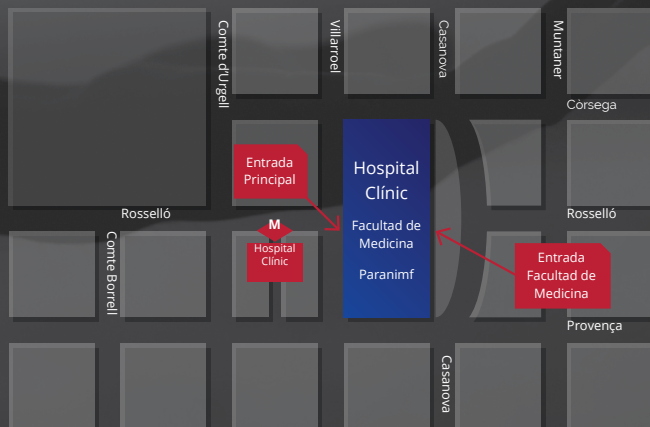 Comte d'Urgell
Villarroel
Casanova
Muntaner
Còrsega
Entrada
Principal
Hospital
Clínic
Facultad de
Medicina
Paranimf
Rosselló
Rosselló
M
Hospital
Clínic
Comte Borrell
Entrada
Facultad de
Medicina
Provença
Casanova